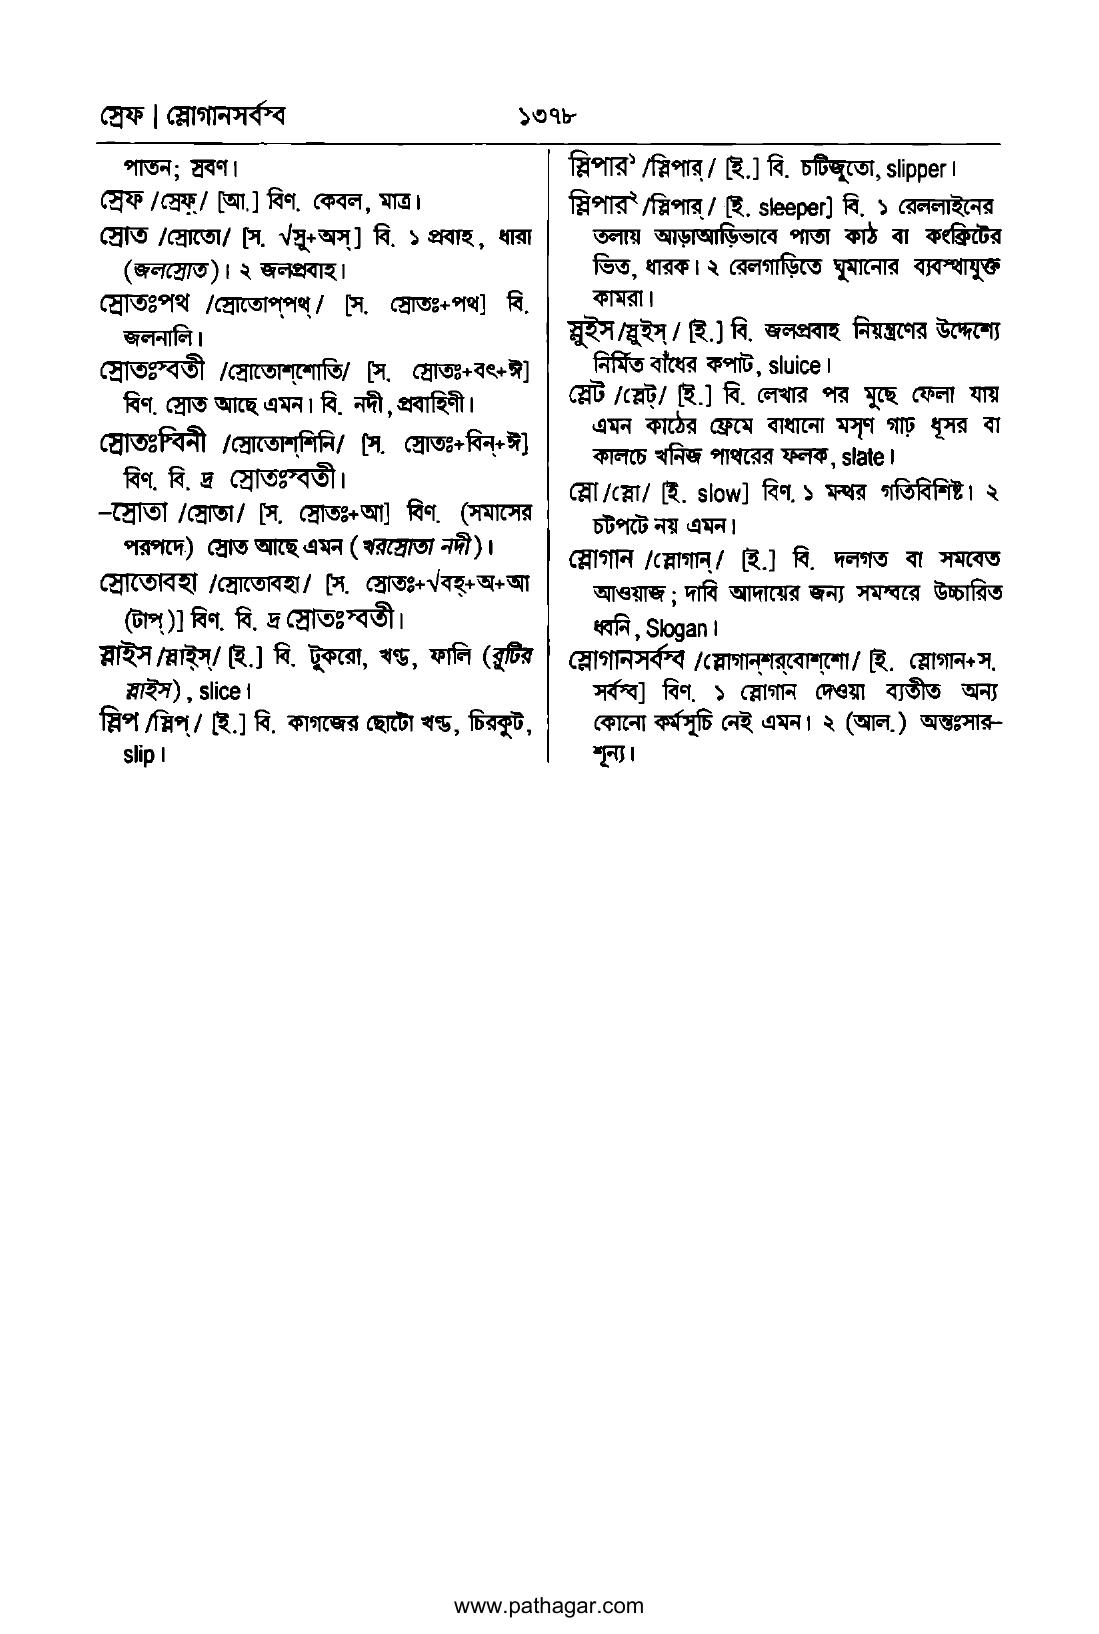 স্রেফ | স্লোগানসর্বস্ব
১৩৭৮
পাতন; স্রবণ।
স্রেফ /স্রেফ্/ [আ.] বিণ. কেবল, মাত্র।
স্রোত /স্রোতো/ [স. √স্রু+অস্] বি. ১ প্রবাহ, ধারা
(জলস্রোত)। ২ জলপ্রবাহ।
স্রোতঃপথ /স্রোতোপ্‌পথ্/ [স. স্রোতঃ+পথ] বি.
জলনালি।
স্রোতঃস্বতী /স্রোতোশ্‌শোতি/ [স. স্রোতঃ+বৎ+ঈ]
বিণ. স্রোত আছে এমন। বি. নদী, প্রবাহিণী।
স্রোতঃস্বিনী /স্রোতোশ্‌শিনি/ [স. স্রোতঃ+বিন্+ঈ]
বিণ. বি. দ্র স্রোতঃস্বতী।
–স্রোতা /স্রোতা/ [স. স্রোতঃ+আ] বিণ. (সমাসের
পরপদে) স্রোত আছে এমন (খরস্রোতা নদী)।
স্রোতোবহা /স্রোতোবহা/ [স. স্রোতঃ+√বহ্+অ+আ
(টাপ্)] বিণ. বি. দ্র স্রোতঃস্বতী।
স্লাইস /স্লাইস্/ [ই.] বি. টুকরো, খণ্ড, ফালি (রুটির
স্লাইস), slice।
স্লিপ /স্লিপ্/ [ই.] বি. কাগজের ছোটো খণ্ড, চিরকুট,
slip।
স্লিপার১ /স্লিপার্/ [ই.] বি. চটিজুতো, slipper।
স্লিপার২ /স্লিপার্/ [ই. sleeper] বি. ১ রেললাইনের
তলায় আড়াআড়িভাবে পাতা কাঠ বা কংক্রিটের
ভিত, ধারক। ২ রেলগাড়িতে ঘুমানোর ব্যবস্থাযুক্ত
কামরা।
স্লুইস /স্লুইস্/ [ই.] বি. জলপ্রবাহ নিয়ন্ত্রণের উদ্দেশ্যে
নির্মিত বাঁধের কপাট, sluice।
স্লেট /স্লেট্/ [ই.] বি. লেখার পর মুছে ফেলা যায়
এমন কাঠের ফ্রেমে বাধানো মসৃণ গাঢ় ধূসর বা
কালচে খনিজ পাথরের ফলক, slate।
স্লো /স্লো/ [ই. slow] বিণ. ১ মন্থর গতিবিশিষ্ট। ২
চটপটে নয় এমন।
স্লোগান /স্লোগান্/ [ই.] বি. দলগত বা সমবেত
আওয়াজ; দাবি আদায়ের জন্য সমস্বরে উচ্চারিত
ধ্বনি, Slogan।
স্লোগানসর্বস্ব /স্লোগান্‌শর্‌বোশ্‌শো/ [ই. স্লোগান+স.
সর্বস্ব] বিণ. ১ স্লোগান দেওয়া ব্যতীত অন্য
কোনো কর্মসূচি নেই এমন। ২ (আল.) অন্তঃসার–
শূন্য।
www.pathagar.com